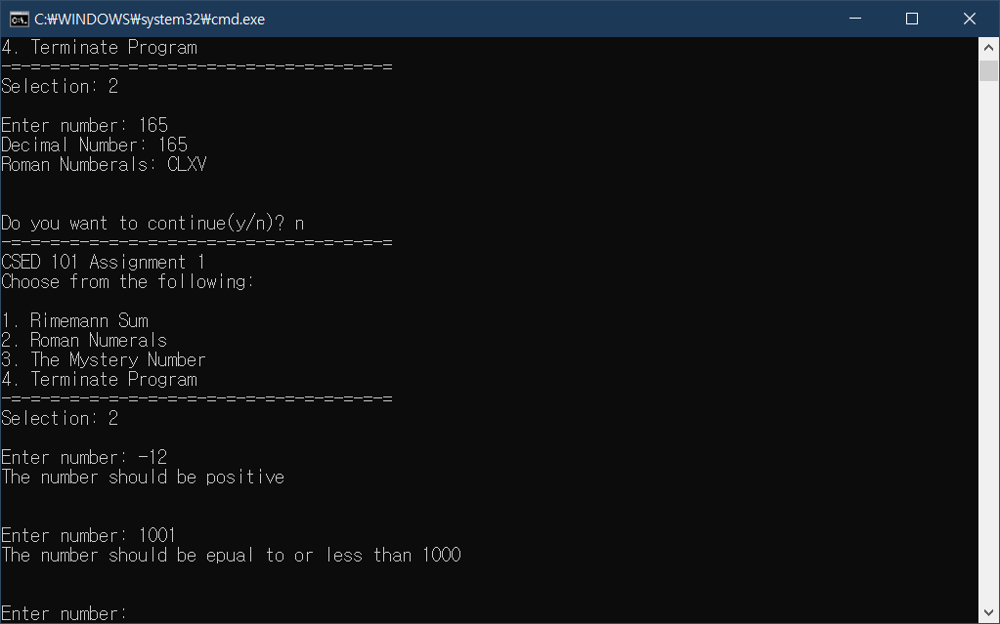 C:₩WINDOWS₩system32₩cmd.exe
4. Terminate Program
-=-=-=-=-=-=-=-=-=-=-=-=-=-=-=-=-=-=-=-=
Selection: 2
Enter number: 165
Decimal Number: 165
Roman Numberals: CLXV
Do you want to continue(y/n)? n
-=-=-=-=-=-=-=-=-=-=-=-=-=-=-=-=-=-=-=-=
CSED 101 Assignment 1
Choose from the following:
1. Rimemann Sum
2. Roman Numerals
3. The Mystery Number
4. Terminate Program
-=-=-=-=-=-=-=-=-=-=-=-=-=-=-=-=-=-=-=-=
Selection: 2
Enter number: -12
The number should be positive
Enter number: 1001
The number should be epual to or less than 1000
Enter number: